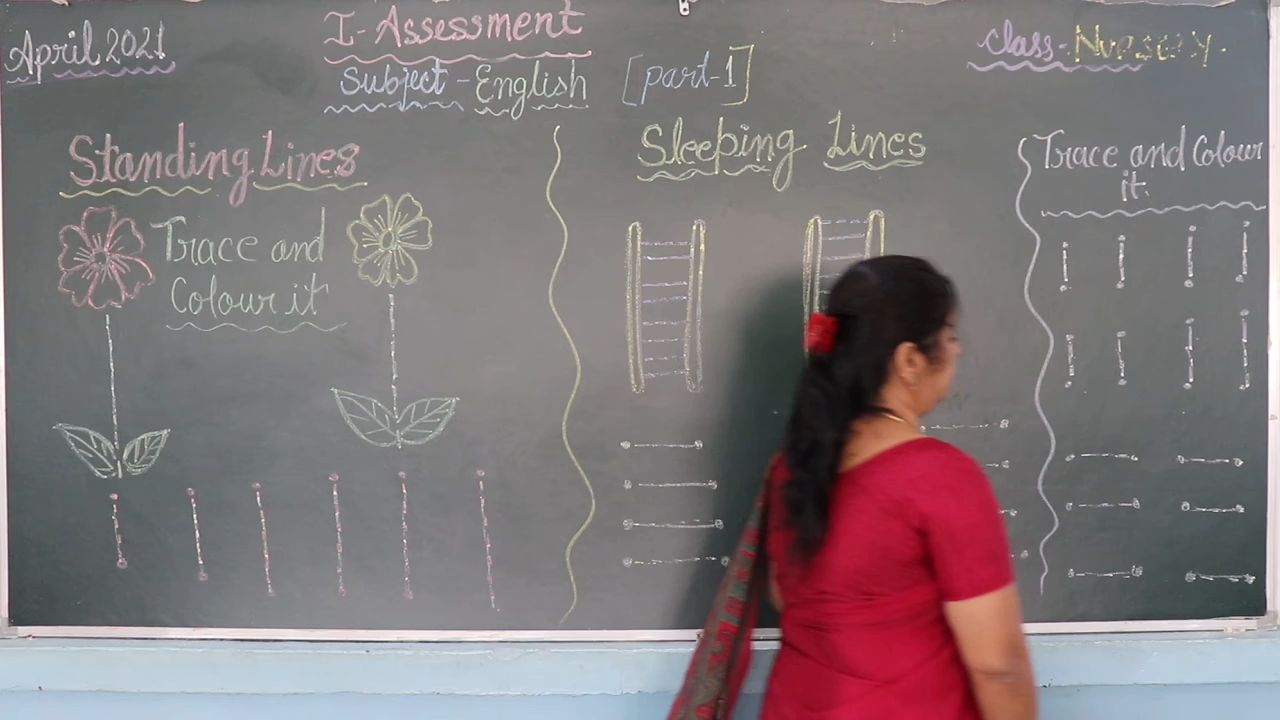 April 2021
I-Assessment
Class-Nursery.
Subject-English [part-1]
Standing Lines
Trace and
Colour it
Sleeping Lines
Trace and Colour
it.